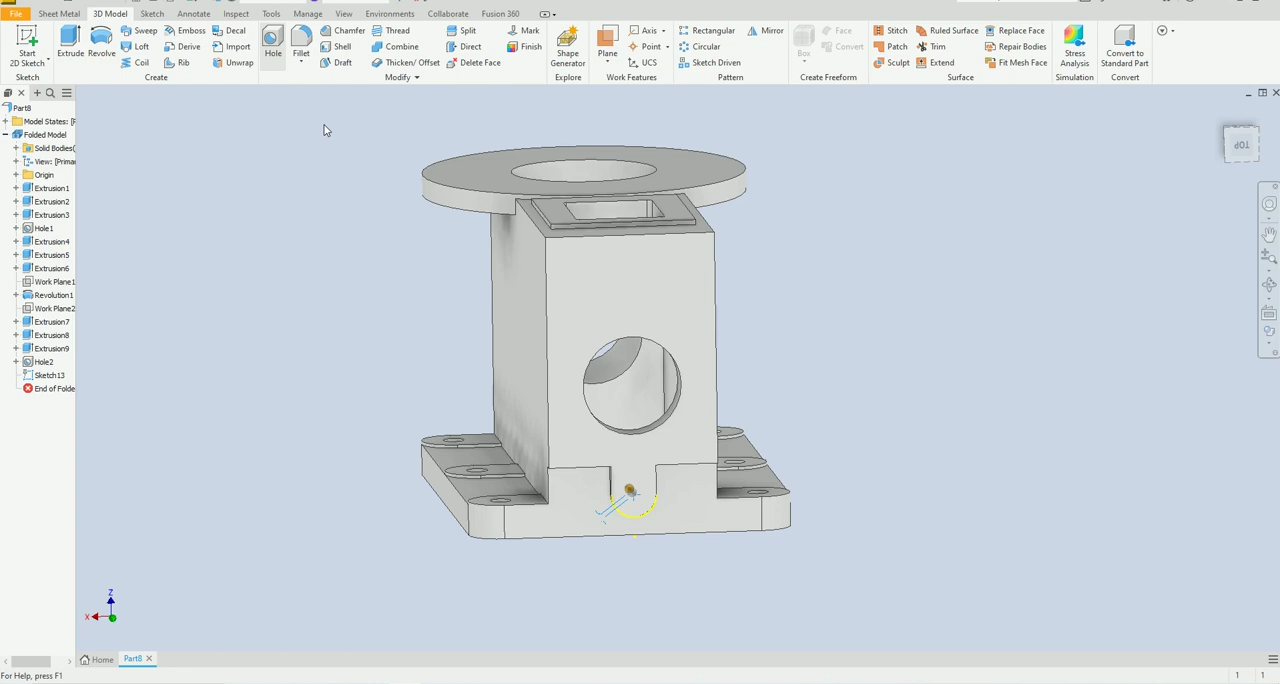 File Sheet Metal 3D Model Sketch Annotate Inspect Tools Manage View Environments Collaborate Fusion 360
Start 2D Sketch Extrude Revolve Sweep Emboss Decal Hole Fillet Chamfer Thread Split Mark Shape Generator Plane Axis Rectangular Mirror Box Face Stitch Ruled Surface Replace Face Stress Analysis Convert to Standard Part
Loft Derive Import Shell Combine Direct Finish Point Circular Convert Patch Trim Repair Bodies
Coil Rib Unwrap Draft Thicken/ Offset Delete Face UCS Sketch Driven Sculpt Extend Fit Mesh Face
Sketch Create Modify Explore Work Features Pattern Create Freeform Surface Simulation Convert
Part8
Model States: [F
Folded Model
Solid Bodies(
View: [Prima
Origin
Extrusion1
Extrusion2
Extrusion3
Hole1
Extrusion4
Extrusion5
Extrusion6
Work Plane1
Revolution1
Work Plane2
Extrusion7
Extrusion8
Extrusion9
Hole2
Sketch13
End of Folde
TOP
Z
X
Home Part8
For Help, press F1 1 1